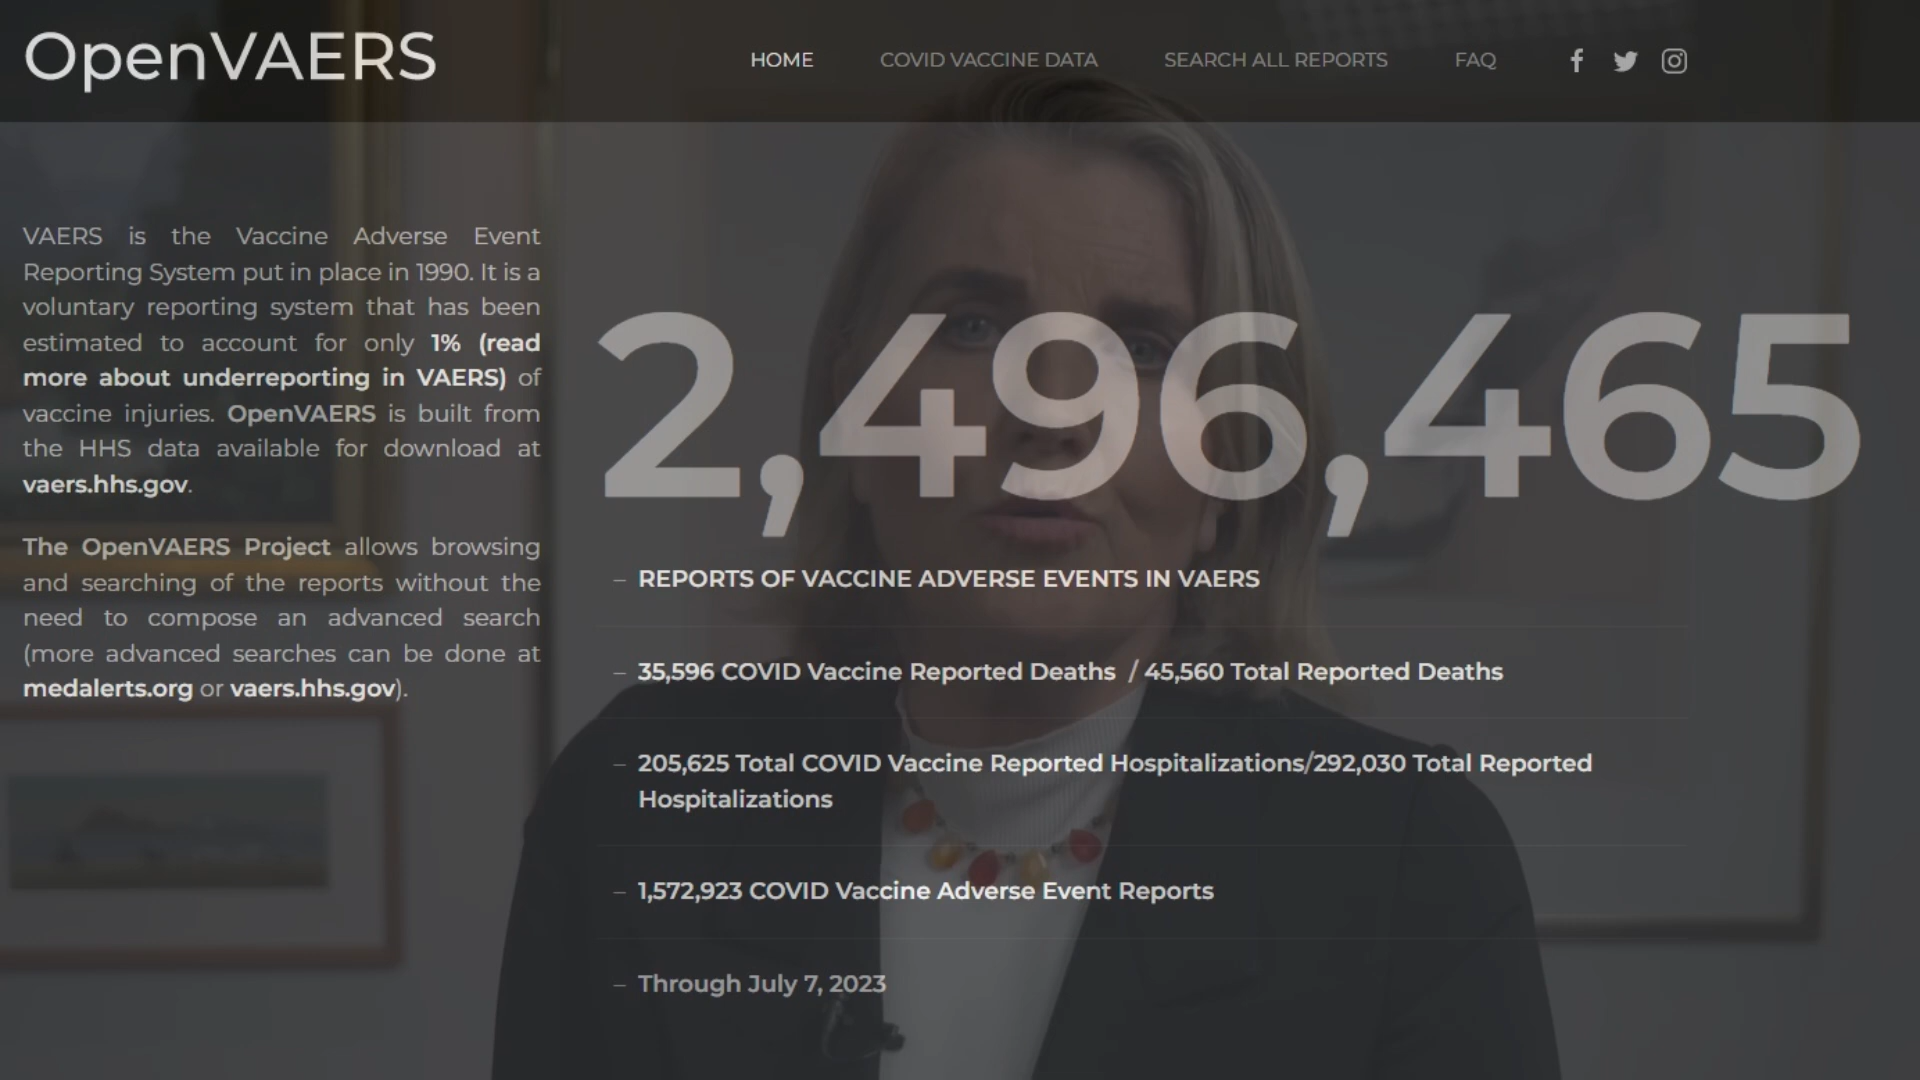 OpenVAERS
HOME COVID VACCINE DATA SEARCH ALL REPORTS FAQ
VAERS is the Vaccine Adverse Event
Reporting System put in place in 1990. It is a
voluntary reporting system that has been
estimated to account for only 1% (read
more about underreporting in VAERS) of
vaccine injuries. OpenVAERS is built from
the HHS data available for download at
vaers.hhs.gov.
The OpenVAERS Project allows browsing
and searching of the reports without the
need to compose an advanced search
(more advanced searches can be done at
medalerts.org or vaers.hhs.gov).
2,496,465
– REPORTS OF VACCINE ADVERSE EVENTS IN VAERS
– 35,596 COVID Vaccine Reported Deaths / 45,560 Total Reported Deaths
– 205,625 Total COVID Vaccine Reported Hospitalizations/292,030 Total Reported
Hospitalizations
– 1,572,923 COVID Vaccine Adverse Event Reports
– Through July 7, 2023